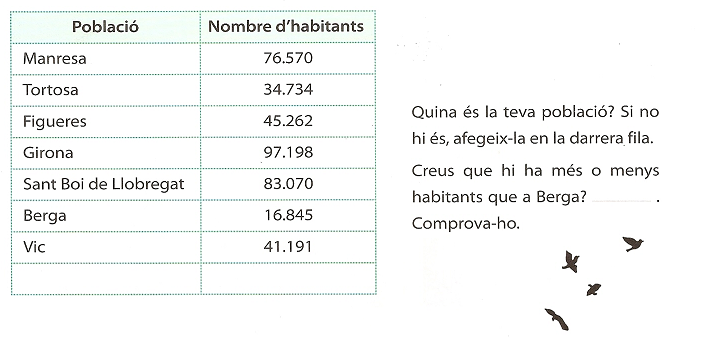 Població Nombre d'habitants
Manresa 76.570
Tortosa 34.734
Figueres 45.262
Girona 97.198
Sant Boi de Llobregat 83.070
Berga 16.845
Vic 41.191
Quina és la teva població? Si no
hi és, afegeix-la en la darrera fila.
Creus que hi ha més o menys
habitants que a Berga? ________ .
Comprova-ho.